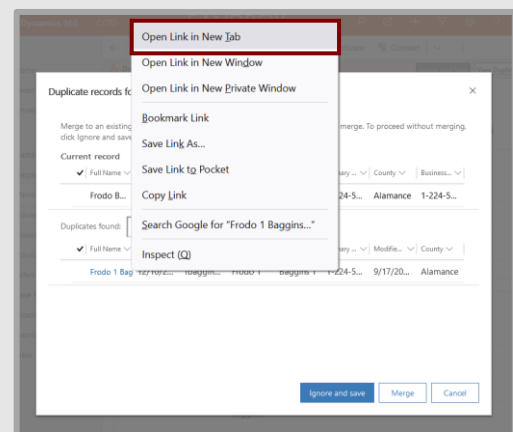 Dynamics 365
Open Link in New Tab
Open Link in New Window
Open Link in New Private Window
Bookmark Link
Save Link As...
Save Link to Pocket
Copy Link
Search Google for "Frodo 1 Baggins..."
Inspect (Q)
Connect
Duplicate records fo
Merge to an existing merge. To proceed without merging,
click Ignore and save
Current record
Full Name County Business...
Frodo B... 24-5... Alamance 1-224-5...
Duplicates found:
Full Name Modifie... County
Frodo 1 Bag Frodo 1 Baggins 1 1-224-5... 9/17/20... Alamance
Ignore and save Merge Cancel